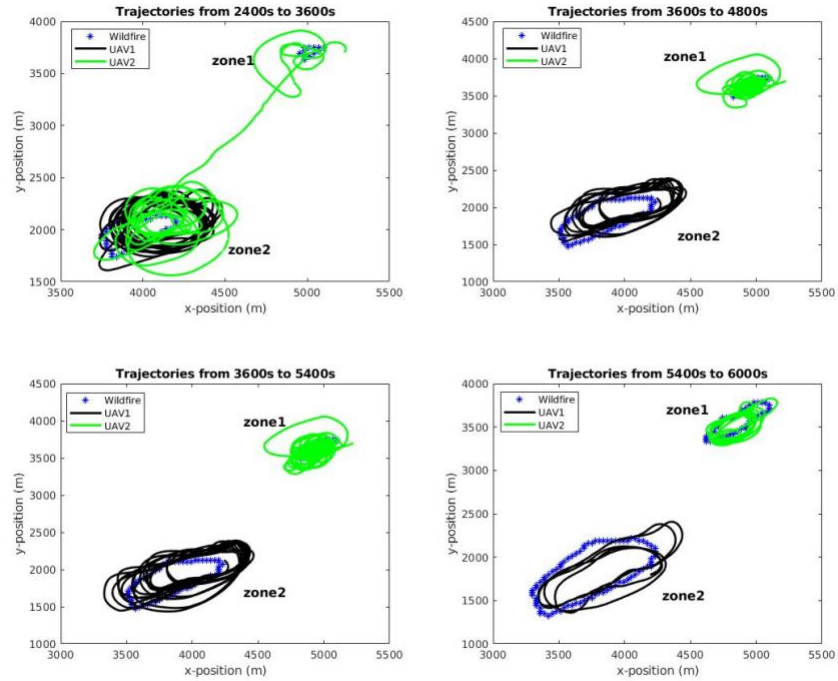 Trajectories from 2400s to 3600s
4000
3500
3000
2500
2000
1500
y-position (m)
Wildfire
UAV1
UAV2
zone1
zone2
3500 4000 4500 5000 5500
x-position (m)
Trajectories from 3600s to 4800s
4500
4000
3500
3000
2500
2000
1500
1000
y-position (m)
Wildfire
UAV1
UAV2
zone1
zone2
3000 3500 4000 4500 5000 5500
x-position (m)
Trajectories from 3600s to 5400s
4500
4000
3500
3000
2500
2000
1500
1000
y-position (m)
Wildfire
UAV1
UAV2
zone1
zone2
3000 3500 4000 4500 5000 5500
x-position (m)
Trajectories from 5400s to 6000s
4000
3500
3000
2500
2000
1500
1000
y-position (m)
Wildfire
UAV1
UAV2
zone1
zone2
3000 3500 4000 4500 5000 5500
x-position (m)